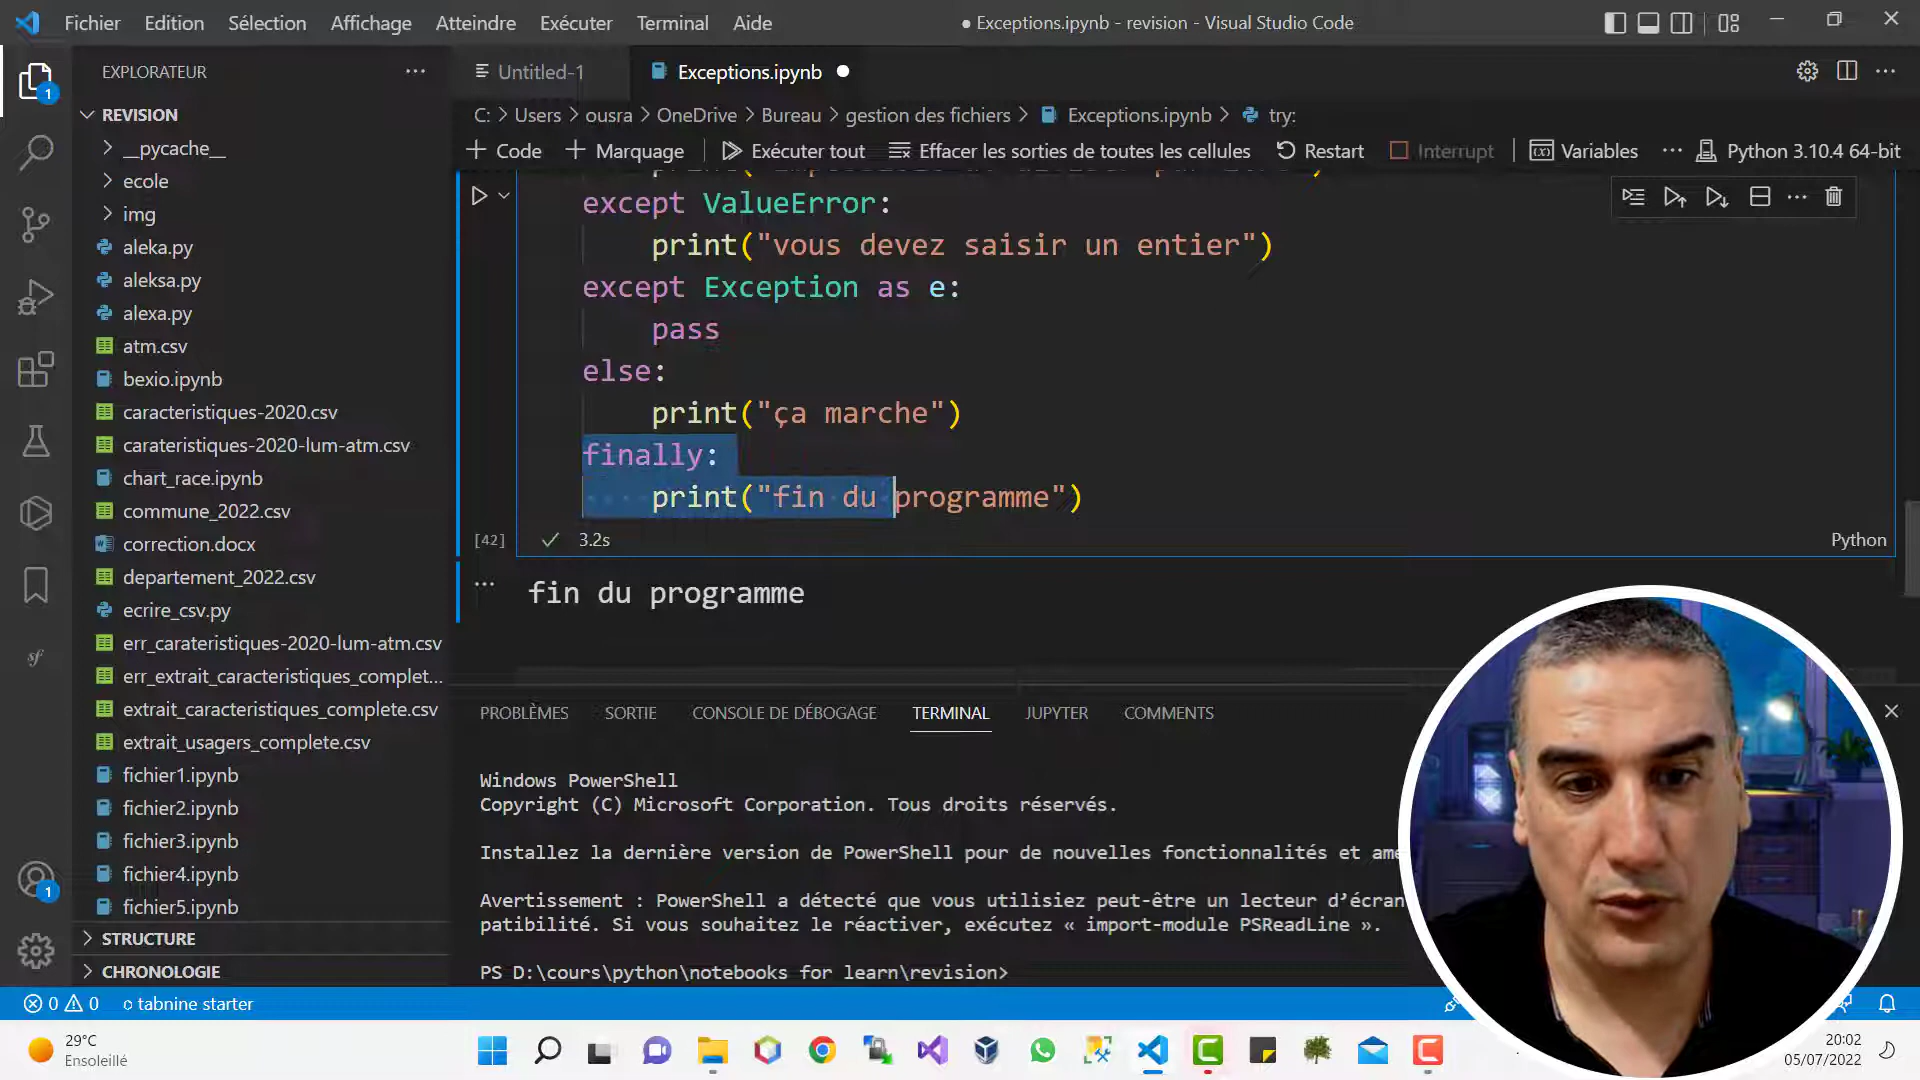 Fichier Edition Sélection Affichage Atteindre Exécuter Terminal Aide
● Exceptions.ipynb - revision - Visual Studio Code
EXPLORATEUR
Untitled-1
Exceptions.ipynb
C: > Users > ousra > OneDrive > Bureau > gestion des fichiers > Exceptions.ipynb > try:
+ Code + Marquage Exécuter tout Effacer les sorties de toutes les cellules Restart Interrupt Variables ··· Python 3.10.4 64-bit
REVISION
__pycache__
ecole
img
aleka.py
aleksa.py
alexa.py
atm.csv
bexio.ipynb
caracteristiques-2020.csv
carateristiques-2020-lum-atm.csv
chart_race.ipynb
commune_2022.csv
correction.docx
departement_2022.csv
ecrire_csv.py
err_carateristiques-2020-lum-atm.csv
err_extrait_caracteristiques_complet...
extrait_caracteristiques_complete.csv
extrait_usagers_complete.csv
fichier1.ipynb
fichier2.ipynb
fichier3.ipynb
fichier4.ipynb
fichier5.ipynb
STRUCTURE
CHRONOLOGIE
except ValueError:
print("vous devez saisir un entier")
except Exception as e:
pass
else:
print("ça marche")
finally:
print("fin du programme")
[42] 3.2s Python
fin du programme
PROBLÈMES SORTIE CONSOLE DE DÉBOGAGE TERMINAL JUPYTER COMMENTS
Windows PowerShell
Copyright (C) Microsoft Corporation. Tous droits réservés.
Installez la dernière version de PowerShell pour de nouvelles fonctionnalités et
Avertissement : PowerShell a détecté que vous utilisiez peut-être un lecteur d’écran
patibilité. Si vous souhaitez le réactiver, exécutez « import-module PSReadLine ».
PS D:\cours\python\notebooks for learn\revision>
0 0 tabnine starter
29°C
Ensoleillé
20:02
05/07/2022
1
1